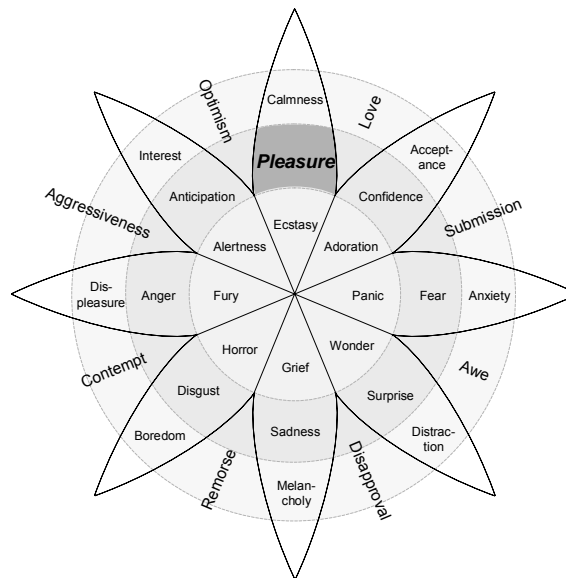 Optimism
Calmness
Love
Interest
Pleasure
Accept-
ance
Anticipation
Confidence
Aggressiveness
Alertness
Ecstasy
Adoration
Submission
Dis-
pleasure
Anger
Fury
Panic
Fear
Anxiety
Contempt
Horror
Grief
Wonder
Awe
Disgust
Surprise
Boredom
Sadness
Distrac-
tion
Remorse
Melan-
choly
Disapproval